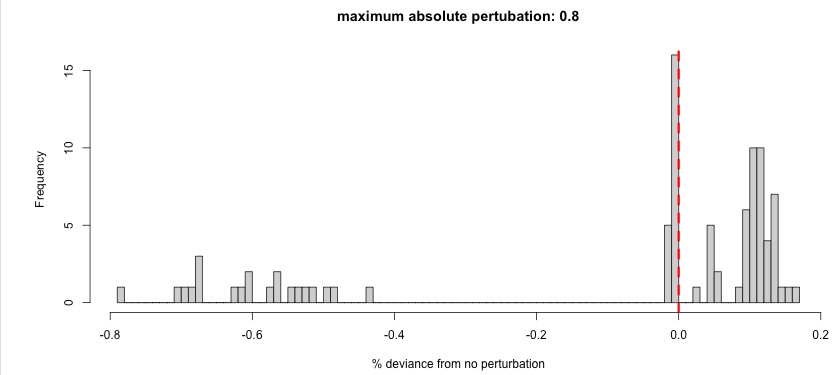 maximum absolute pertubation: 0.8
Frequency
15
10
5
0
-0.8 -0.6 -0.4 -0.2 0.0 0.2
% deviance from no perturbation